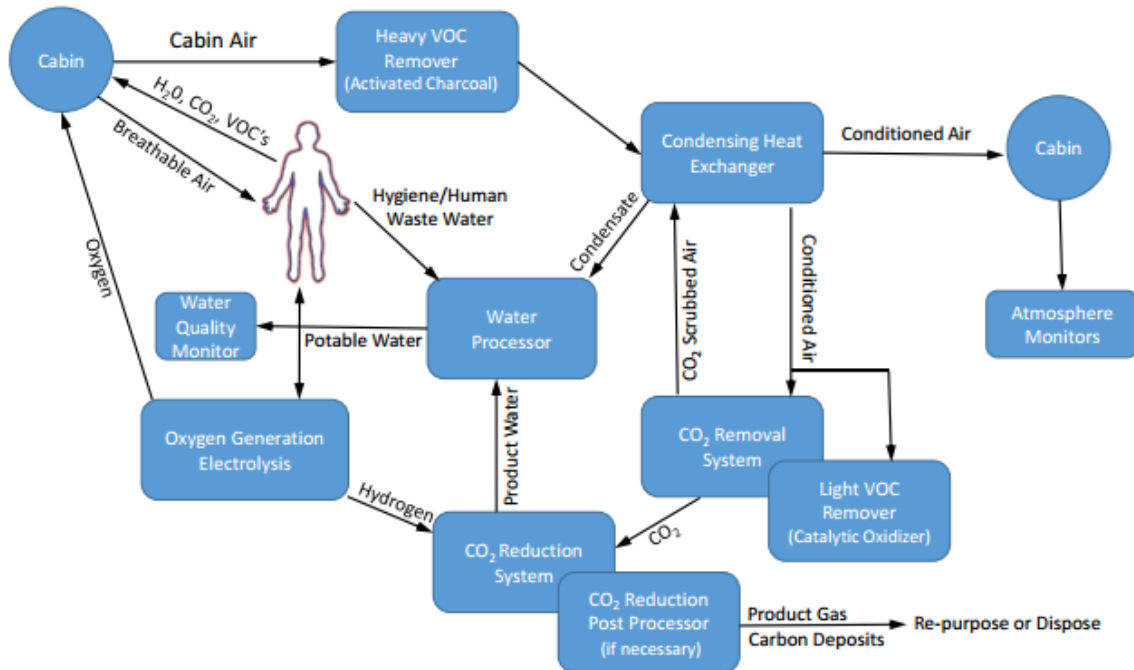 Cabin
Cabin Air
Heavy VOC
Remover
(Activated Charcoal)
H₂0, CO₂, VOC's
Breathable Air
Condensing Heat
Exchanger
Conditioned Air
Cabin
Hygiene/Human
Waste Water
Condensate
Oxygen
CO₂ Scrubbed Air
Conditioned Air
Water
Quality
Monitor
Potable Water
Water
Processor
Atmosphere
Monitors
Product Water
Oxygen Generation
Electrolysis
CO₂ Removal
System
Hydrogen
Light VOC
Remover
(Catalytic Oxidizer)
CO₂
CO₂ Reduction
System
CO₂ Reduction
Post Processor
(if necessary)
Product Gas
Carbon Deposits
Re-purpose or Dispose